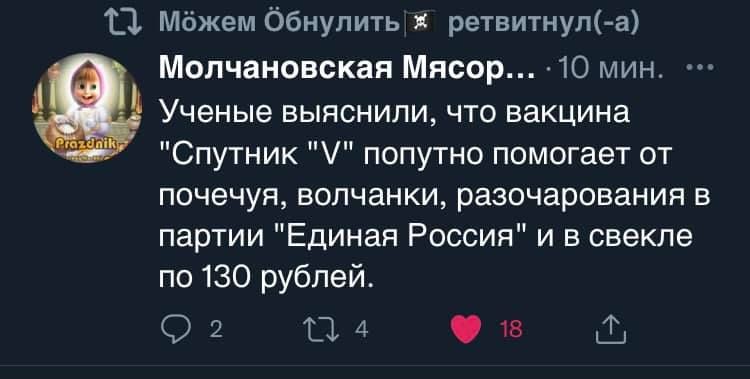 Мöжем Öбнулить🏴‍☠️ ретвитнул(-а)
Молчановская Мясор... · 10 мин.
Ученые выяснили, что вакцина
"Спутник "V" попутно помогает от
почечуя, волчанки, разочарования в
партии "Единая Россия" и в свекле
по 130 рублей.
Prazdnik
2 4 18